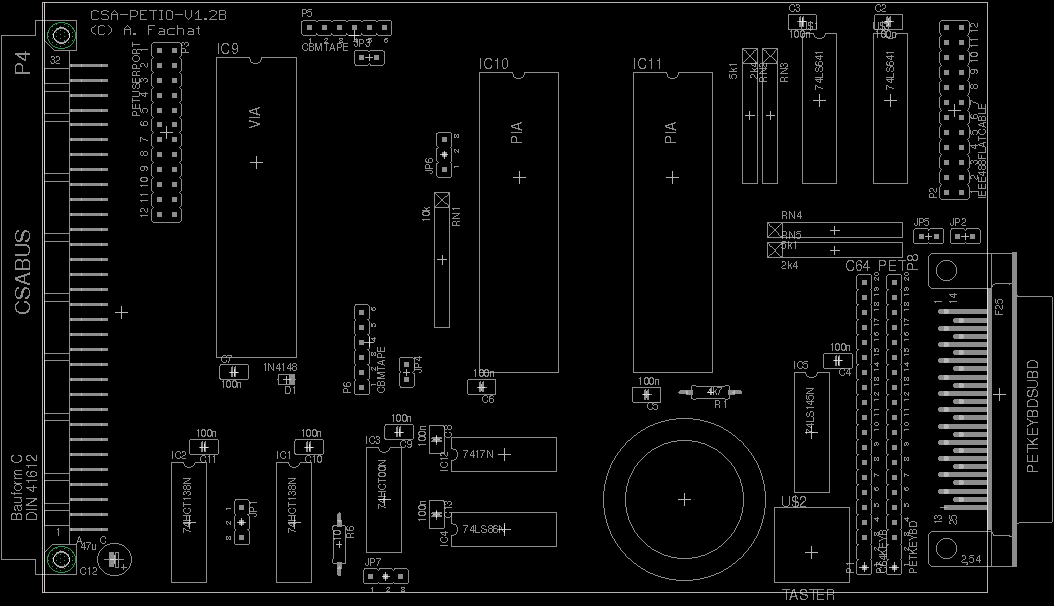 CSA-PETIO-V1.2B
(C) A. Fachat
P4
32
CSABUS
Bauform C
DIN 41612
1
A
C
47u
C12
P3
PETUSERPORT
1
2
3
4
5
6
7
8
9
10
11
12
P5
1
2
3
4
5
6
CBMTAPE
JP3
IC9
VIA
C7
100n
1N4148
D1
JP6
1
2
3
10k
RN1
IC10
PIA
100n
C6
IC11
PIA
100n
C5
4k7
R1
P6
CBMTAPE
1
2
3
4
5
6
JP4
C3
100n
74LS641
C2
100n
74LS641
5k1
2k4
RN2
RN3
12
11
10
9
8
7
6
5
4
3
2
1
P2
IEEE488FLATCABLE
RN4
RN5
5k1
2k4
JP5
JP2
C64
PET
P8
20
19
18
17
16
15
14
13
12
11
10
9
8
7
6
5
4
3
2
1
P1
PETKEYBD
1
14
13
25
F25
2,54
PETKEYBDSUBD
100n
C4
IC5
74LS145N
U$2
TASTER
100n
C11
IC2
74HCT138N
JP1
1
2
3
100n
C10
IC1
74HCT138N
R6
100n
C9
IC3
74HCT00N
JP7
1
2
3
100n
C8
IC12
7417N
100n
C13
IC4
74LS86N